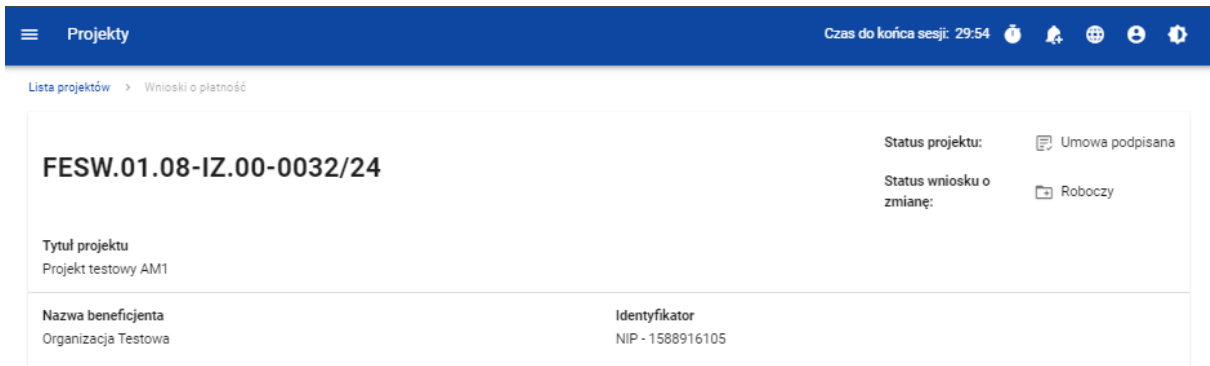 Projekty
Czas do końca sesji: 29:54
Lista projektów > Wnioski o płatność
FESW.01.08-IZ.00-0032/24
Status projektu: Umowa podpisana
Status wniosku o
zmianę: Roboczy
Tytuł projektu
Projekt testowy AM1
Nazwa beneficjenta
Organizacja Testowa
Identyfikator
NIP - 1588916105